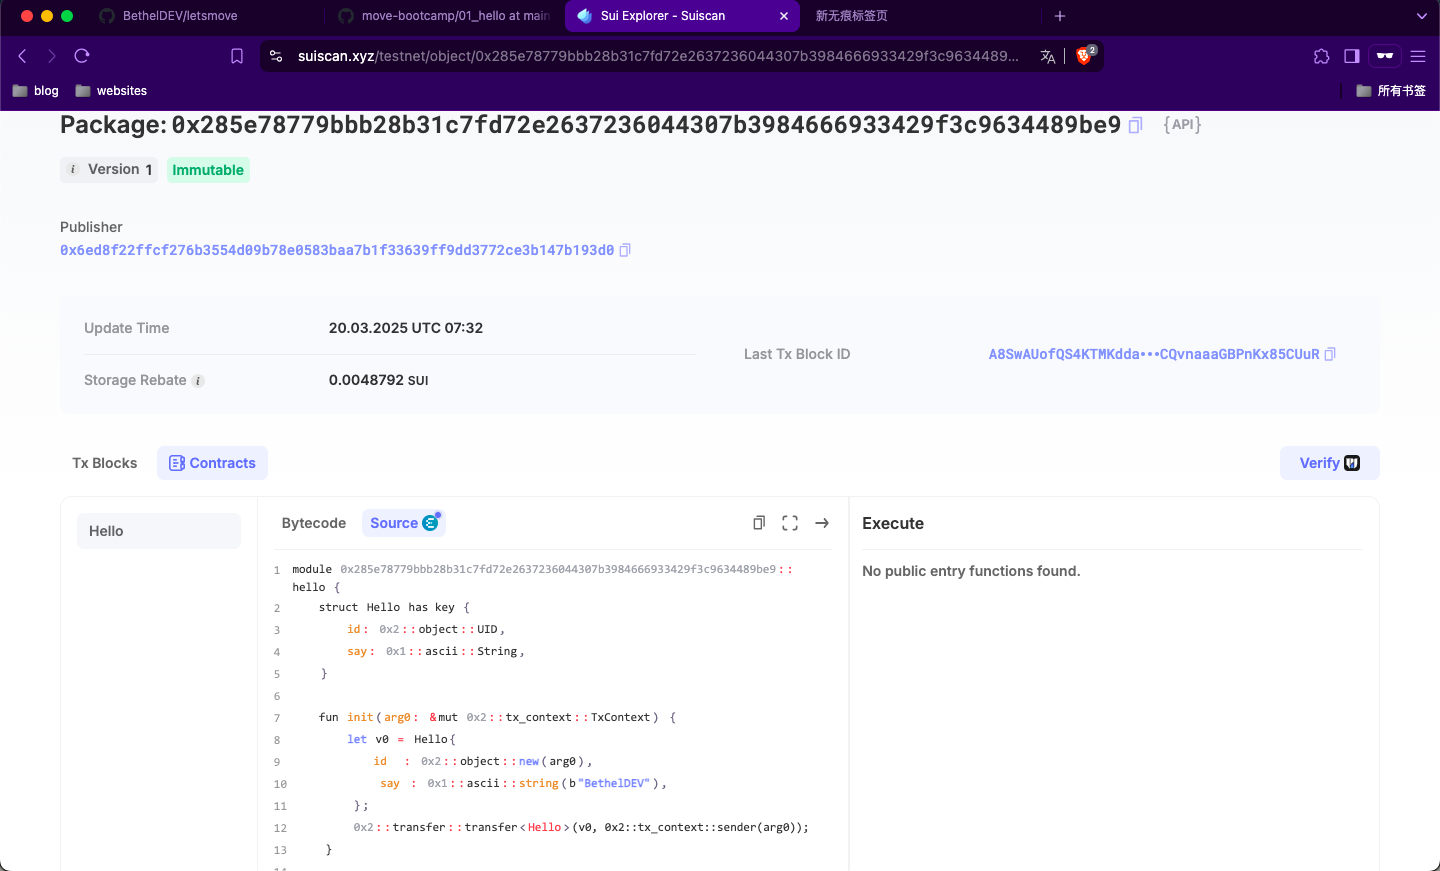 BethelDEV/letsmove
move-bootcamp/01_hello at main
Sui Explorer - Suiscan
新无痕标签页
suiscan.xyz/testnet/object/0x285e78779bbb28b31c7fd72e2637236044307b3984666933429f3c9634489...
2
blog
websites
所有书签
Package: 0x285e78779bbb28b31c7fd72e2637236044307b3984666933429f3c9634489be9 {API}
i Version 1 Immutable
Publisher
0x6ed8f22ffcf276b3554d09b78e0583baa7b1f33639ff9dd3772ce3b147b193d0
Update Time 20.03.2025 UTC 07:32
Last Tx Block ID A8SwAUofQS4KTMKdda•••CQvnaaaGBPnKx85CUuR
Storage Rebate i 0.0048792 SUI
Tx Blocks Contracts Verify
Hello
Bytecode Source
Execute
No public entry functions found.
1 module 0x285e78779bbb28b31c7fd72e2637236044307b3984666933429f3c9634489be9::
hello {
2 struct Hello has key {
3 id: 0x2::object::UID,
4 say: 0x1::ascii::String,
5 }
6
7 fun init(arg0: &mut 0x2::tx_context::TxContext) {
8 let v0 = Hello{
9 id : 0x2::object::new(arg0),
10 say : 0x1::ascii::string(b"BethelDEV"),
11 };
12 0x2::transfer::transfer<Hello>(v0, 0x2::tx_context::sender(arg0));
13 }